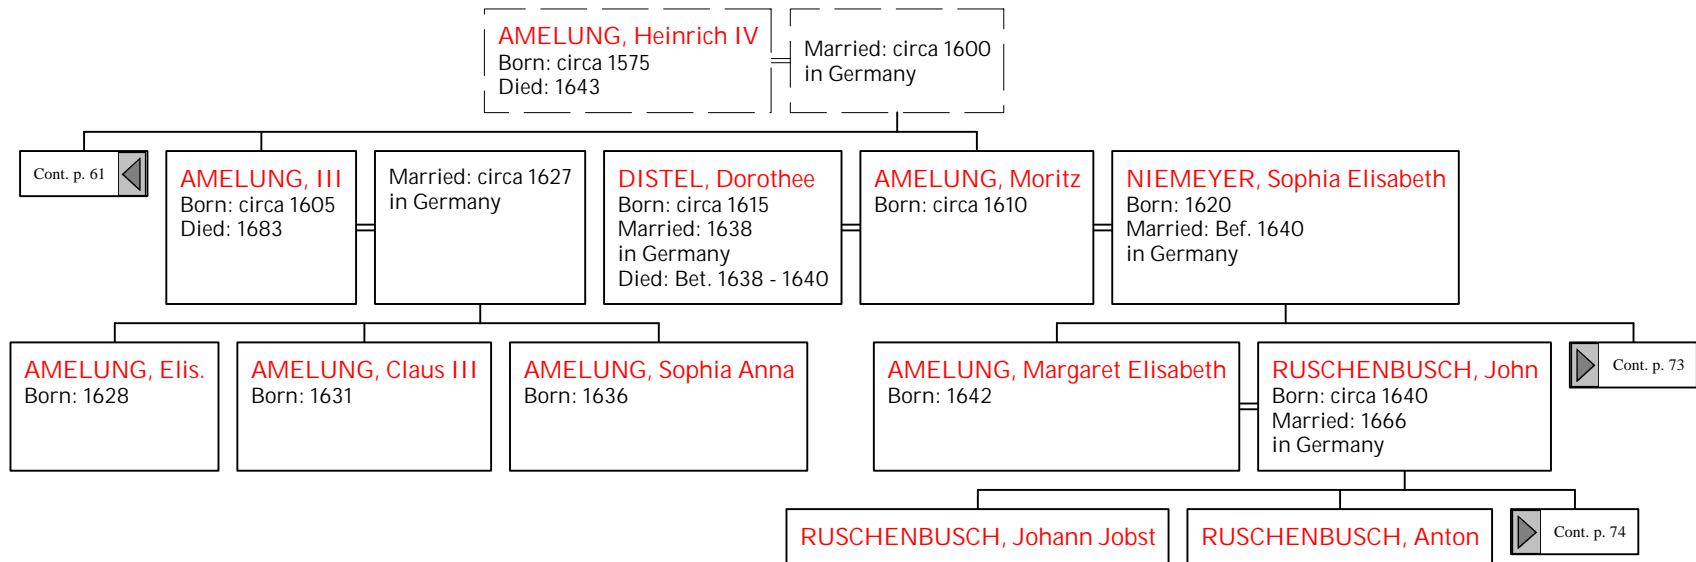 AMELUNG, Heinrich IV
Born: circa 1575
Died: 1643
Married: circa 1600
in Germany
Cont. p. 61
AMELUNG, III
Born: circa 1605
Died: 1683
Married: circa 1627
in Germany
DISTEL, Dorothee
Born: circa 1615
Married: 1638
in Germany
Died: Bet. 1638 - 1640
AMELUNG, Moritz
Born: circa 1610
NIEMEYER, Sophia Elisabeth
Born: 1620
Married: Bef. 1640
in Germany
AMELUNG, Elis.
Born: 1628
AMELUNG, Claus III
Born: 1631
AMELUNG, Sophia Anna
Born: 1636
AMELUNG, Margaret Elisabeth
Born: 1642
RUSCHENBUSCH, John
Born: circa 1640
Married: 1666
in Germany
Cont. p. 73
RUSCHENBUSCH, Johann Jobst
RUSCHENBUSCH, Anton
Cont. p. 74